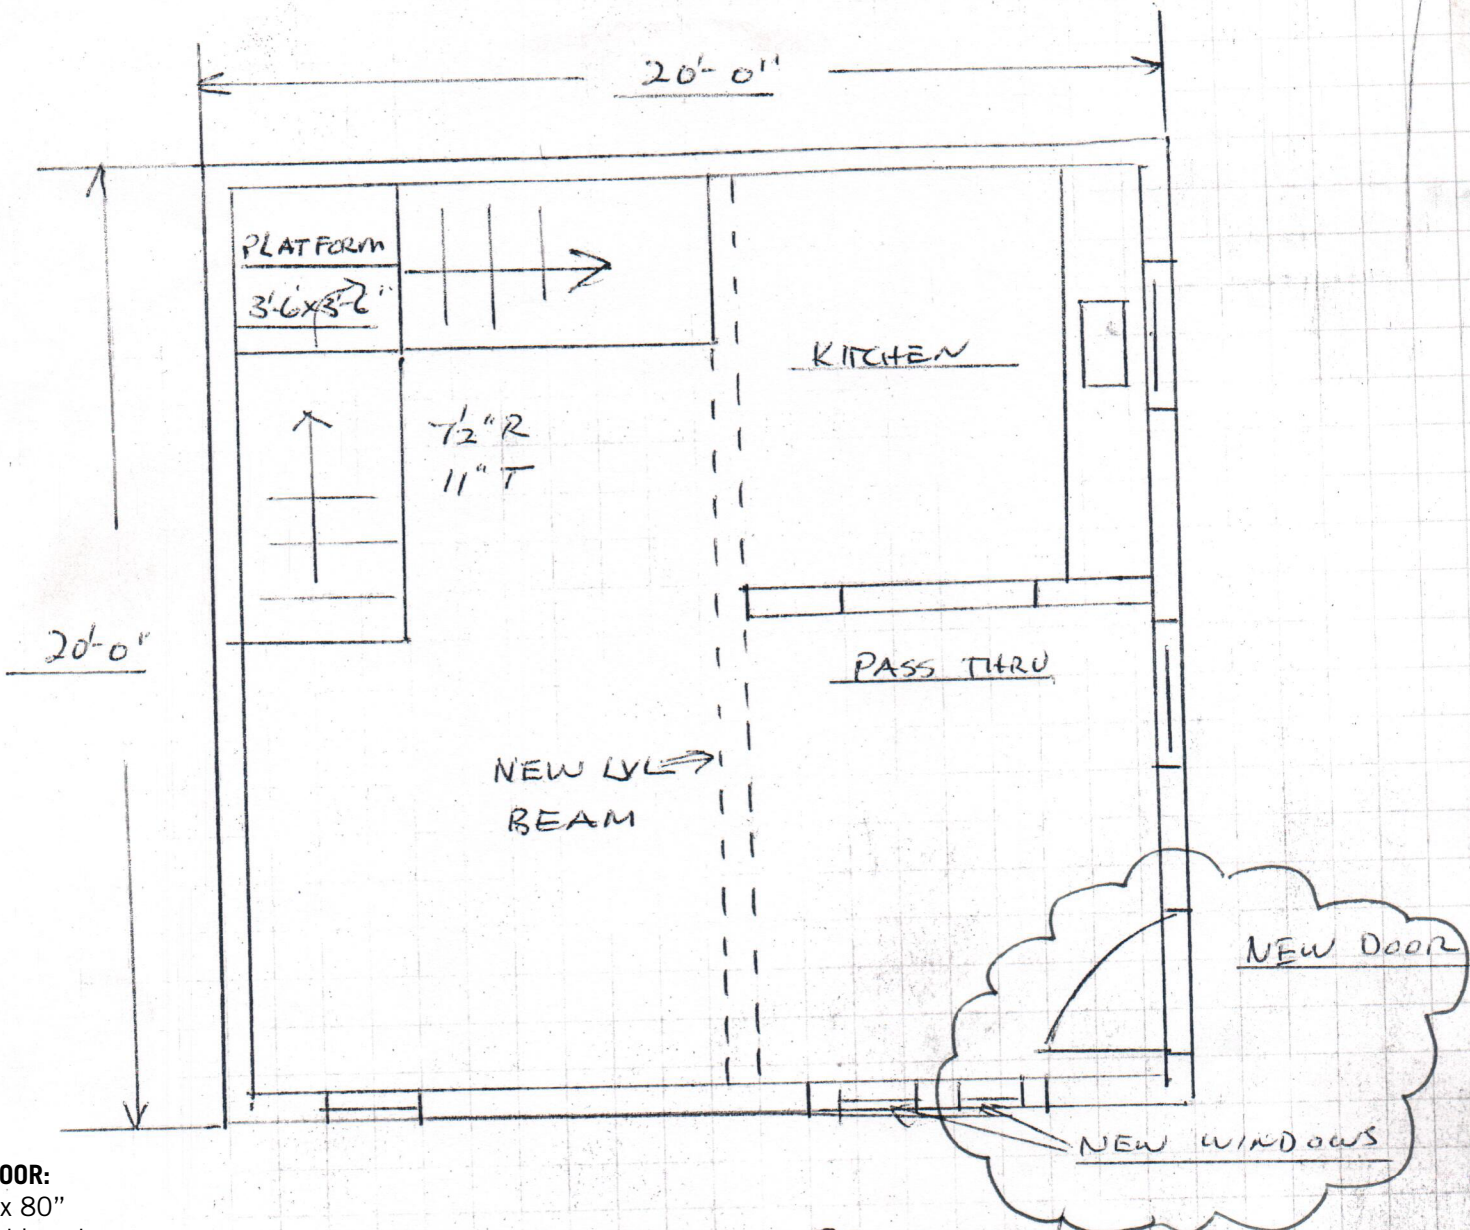 20'-0"
PLATFORM
3'-6"x3'-6"
KITCHEN
7½" R
11" T
20'-0"
PASS THRU
NEW LVL
BEAM
NEW DOOR
NEW WINDOWS
OOR:
x 80”